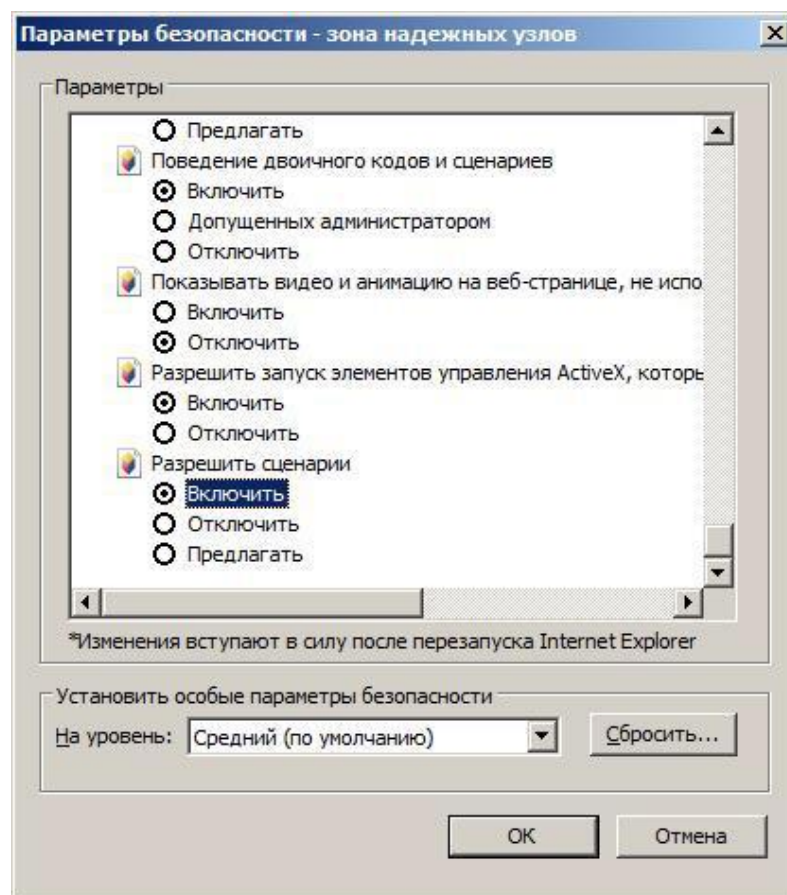 Параметры безопасности - зона надежных узлов
Параметры
Предлагать
Поведение двоичного кодов и сценариев
Включить
Допущенных администратором
Отключить
Показывать видео и анимацию на веб-странице, не испо
Включить
Отключить
Разрешить запуск элементов управления ActiveX, которы
Включить
Отключить
Разрешить сценарии
Включить
Отключить
Предлагать
*Изменения вступают в силу после перезапуска Internet Explorer
Установить особые параметры безопасности
На уровень: Средний (по умолчанию) Сбросить...
ОК Отмена